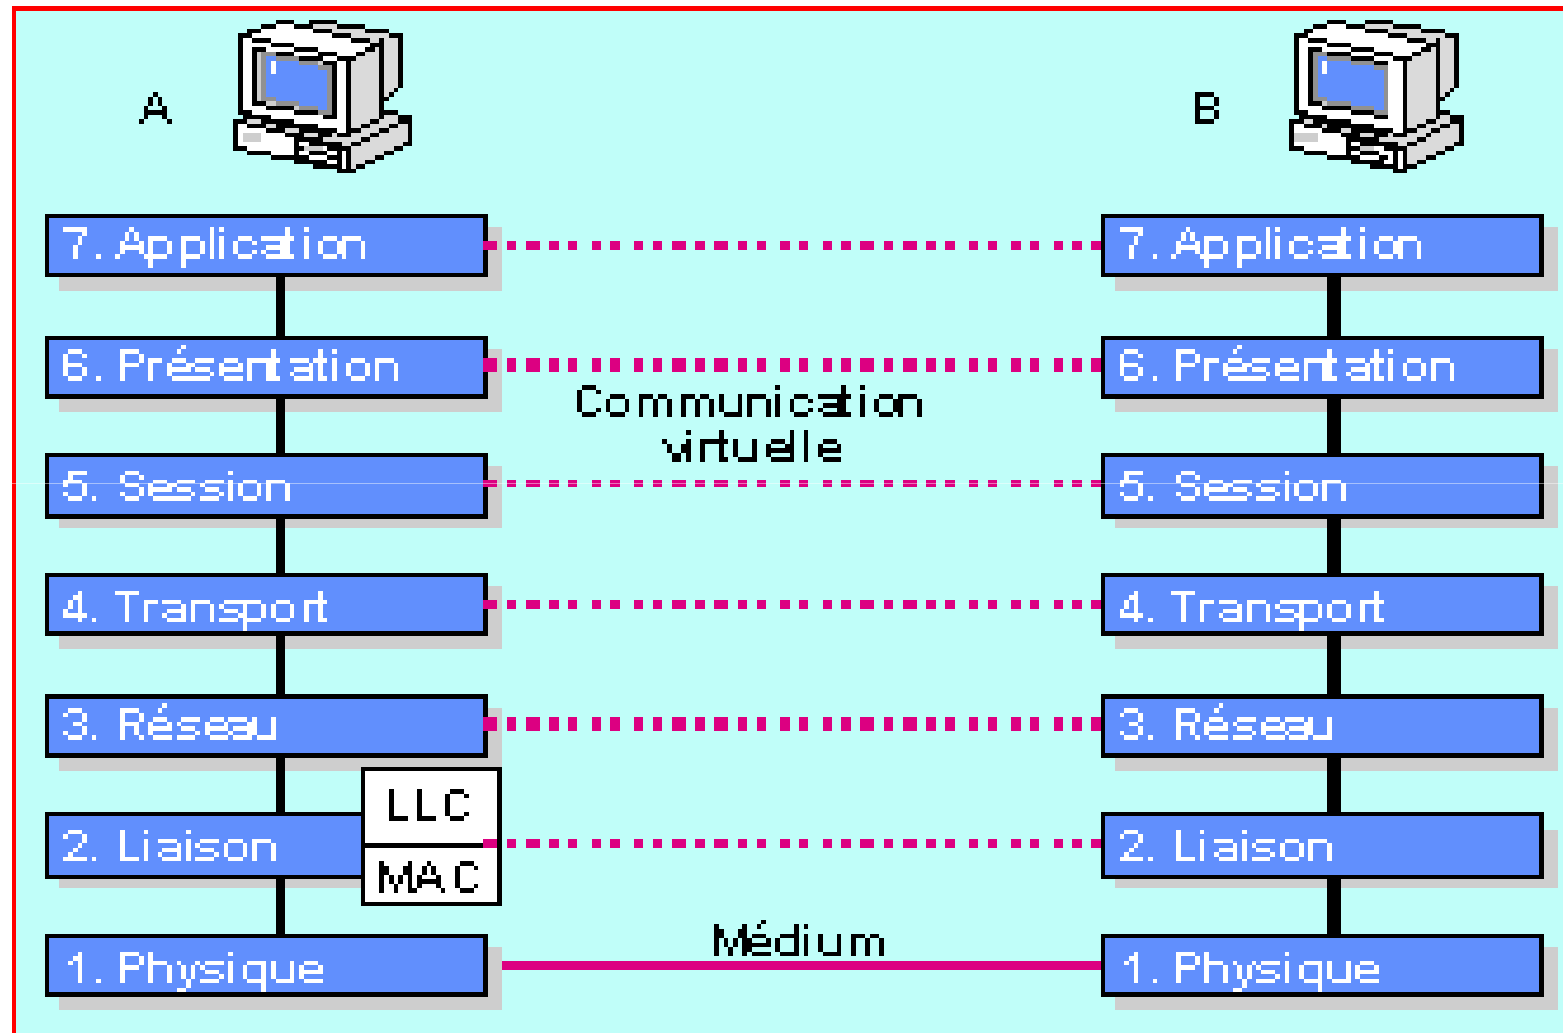 A
B
7. Application
7. Application
6. Présentation
6. Présentation
Communication
virtuelle
5. Session
5. Session
4. Transport
4. Transport
3. Réseau
3. Réseau
LLC
2. Liaison
2. Liaison
MAC
Médium
1. Physique
1. Physique